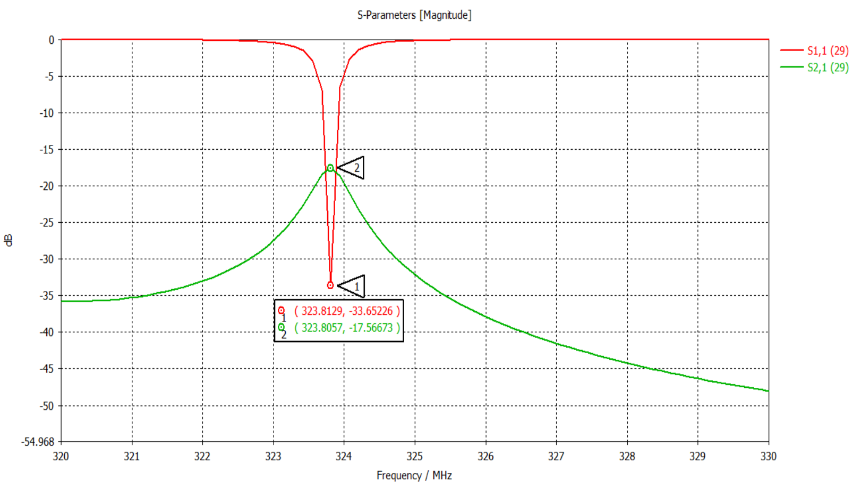 S-Parameters [Magnitude]
S1,1 (29)
S2,1 (29)
0
-5
-10
-15
-20
-25
-30
-35
-40
-45
-50
-54.968
dB
2
1
1 ( 323.8129, -33.65226 )
2 ( 323.8057, -17.56673 )
320 321 322 323 324 325 326 327 328 329 330
Frequency / MHz